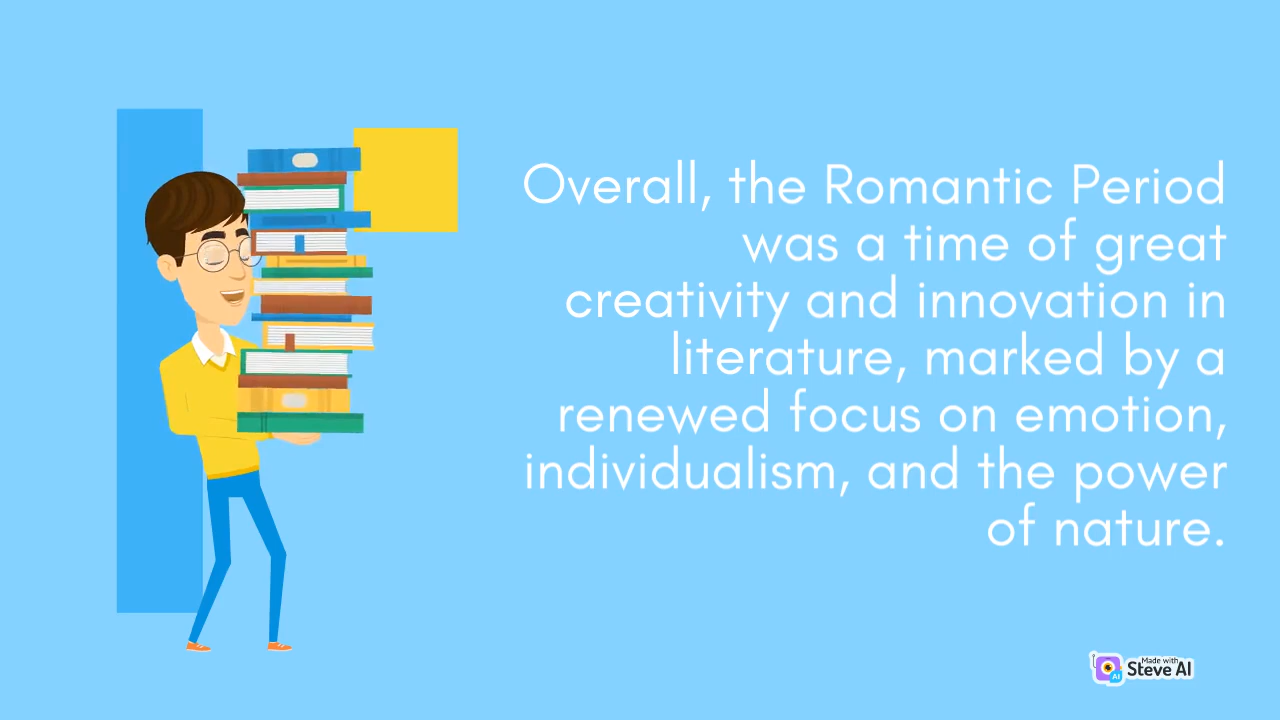 Overall, the Romantic Period
was a time of great
creativity and innovation in
literature, marked by a
renewed focus on emotion,
individualism, and the power
of nature.
Made with
Steve AI
AI